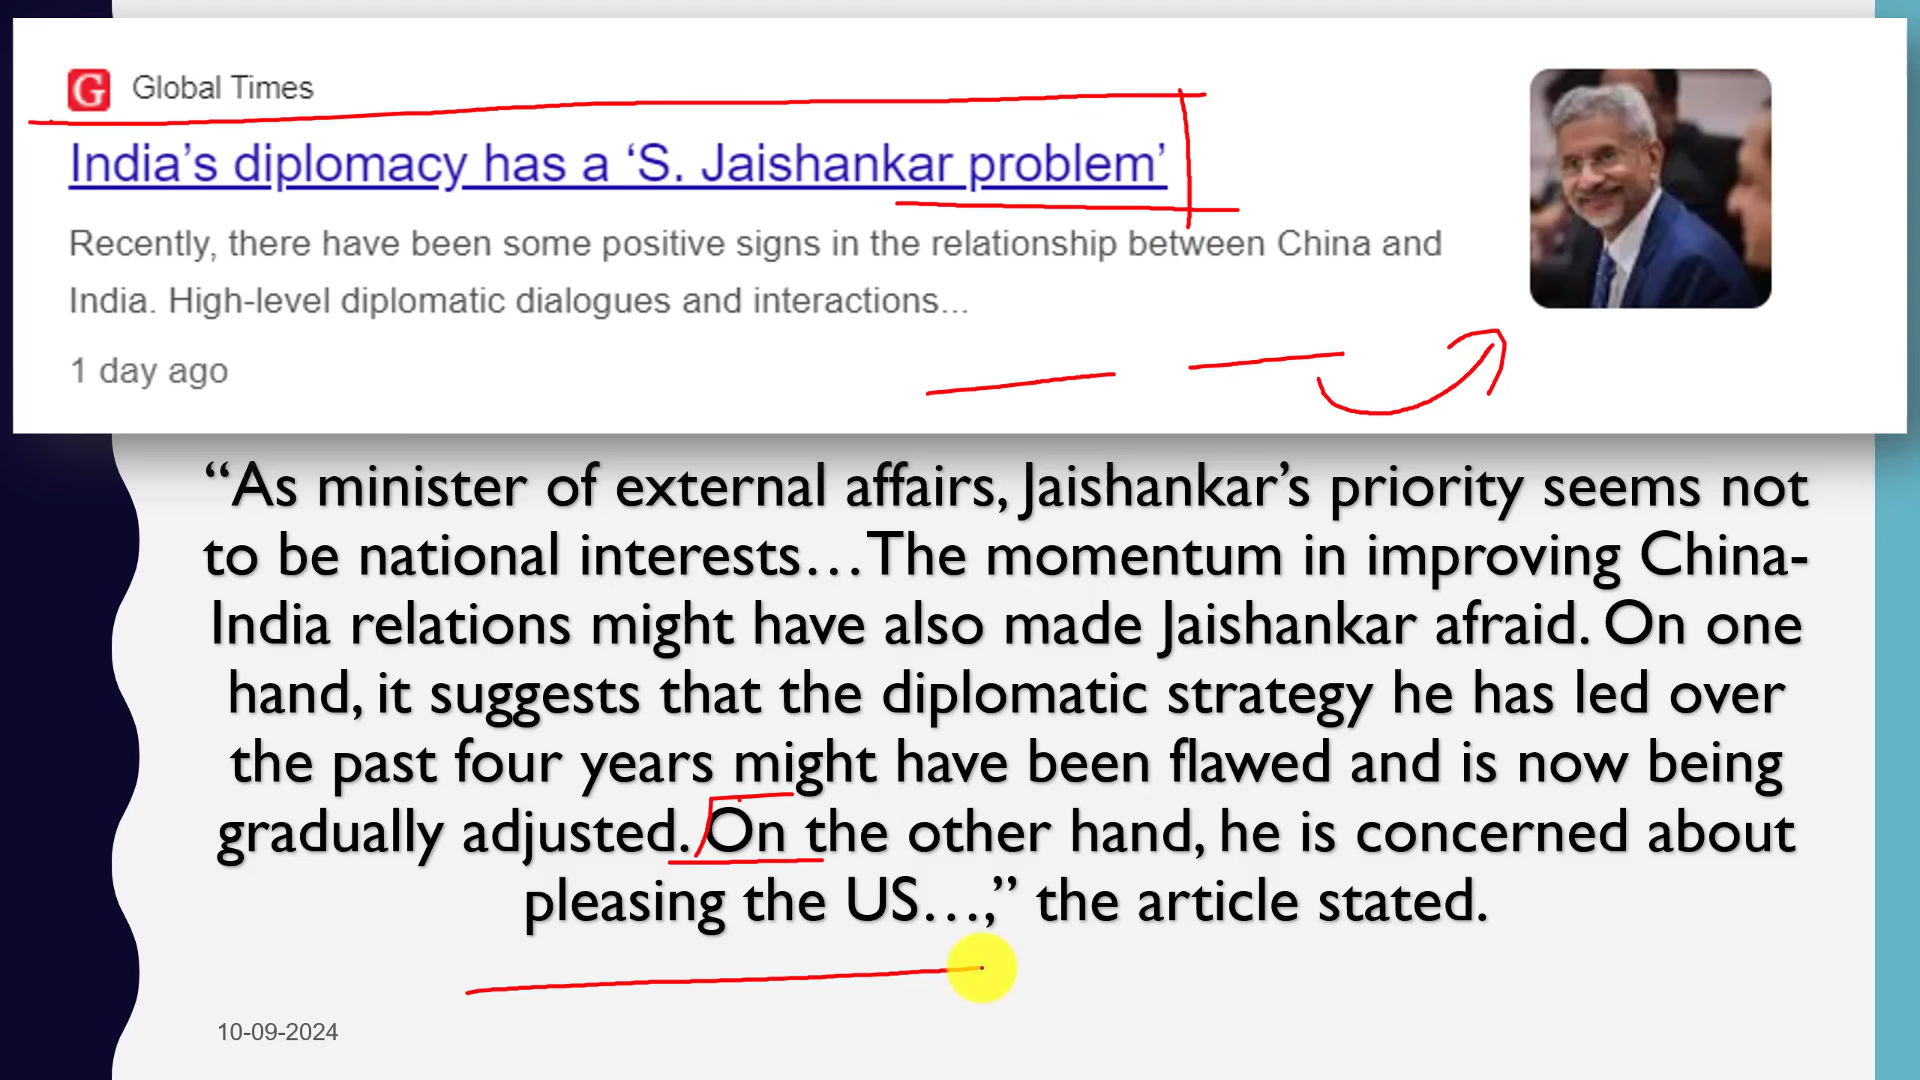 G Global Times
India’s diplomacy has a ‘S. Jaishankar problem’
Recently, there have been some positive signs in the relationship between China and
India. High-level diplomatic dialogues and interactions...
1 day ago
“As minister of external affairs, Jaishankar’s priority seems not
to be national interests…The momentum in improving China-
India relations might have also made Jaishankar afraid. On one
hand, it suggests that the diplomatic strategy he has led over
the past four years might have been flawed and is now being
gradually adjusted. On the other hand, he is concerned about
pleasing the US…,” the article stated.
10-09-2024